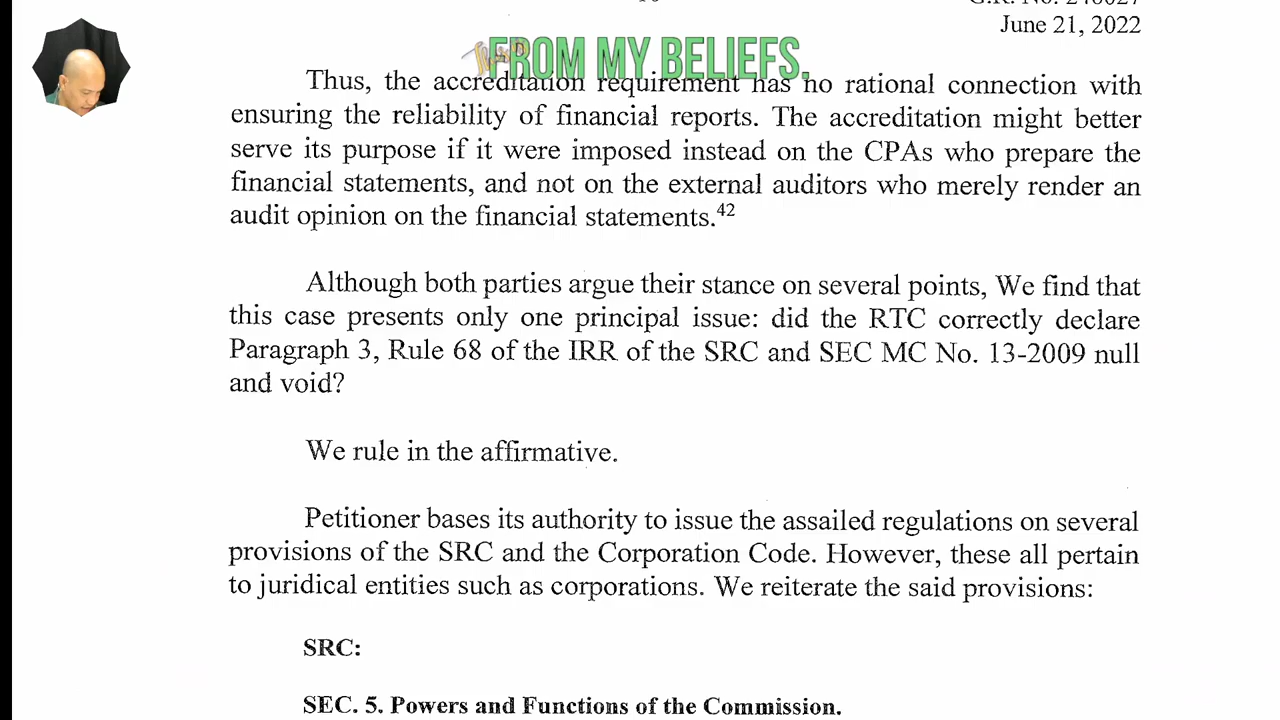 June 21, 2022
FROM MY BELIEFS.
Thus, the accreditation requirement has no rational connection with
ensuring the reliability of financial reports. The accreditation might better
serve its purpose if it were imposed instead on the CPAs who prepare the
financial statements, and not on the external auditors who merely render an
audit opinion on the financial statements.42
Although both parties argue their stance on several points, We find that
this case presents only one principal issue: did the RTC correctly declare
Paragraph 3, Rule 68 of the IRR of the SRC and SEC MC No. 13-2009 null
and void?
We rule in the affirmative.
Petitioner bases its authority to issue the assailed regulations on several
provisions of the SRC and the Corporation Code. However, these all pertain
to juridical entities such as corporations. We reiterate the said provisions:
SRC:
SEC. 5. Powers and Functions of the Commission.